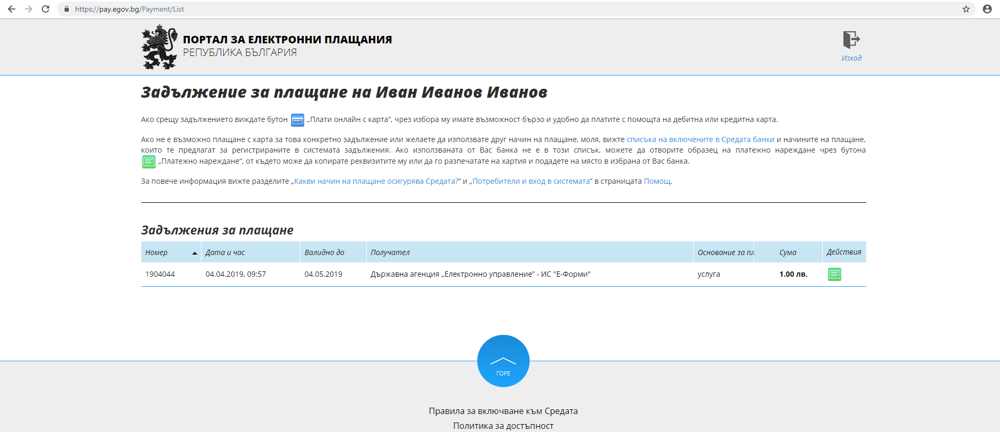 https://pay.egov.bg/Payment/List
ПОРТАЛ ЗА ЕЛЕКТРОННИ ПЛАЩАНИЯ
РЕПУБЛИКА БЪЛГАРИЯ
Изход
Задължение за плащане на Иван Иванов Иванов
Ако срещу задължението виждате бутон „Плати онлайн с карта“, чрез избора му имате възможност бързо и удобно да платите с помощта на дебитна или кредитна карта.
Ако не е възможно плащане с карта за това конкретно задължение или желаете да използвате друг начин на плащане, моля, вижте списъка на включените в Средата банки и начините на плащане,
които те предлагат за регистрираните в системата задължения. Ако използваната от Вас банка не е в този списък, можете да отворите образец на платежно нареждане чрез бутона
„Платежно нареждане“, от където може да копирате реквизитите му или да го разпечатате на хартия и подадете на място в избрана от Вас банка.
За повече информация вижте разделите „Какви начин на плащане осигурява Средата?“ и „Потребители и вход в системата“ в страницата Помощ.
Задължения за плащане
Номер Дата и час Валидно до Получател Основание за пл Сума Действия
1904044 04.04.2019, 09:57 04.05.2019 Държавна агенция „Електронно управление” - ИС "Е-Форми" услуга 1.00 лв.
ГОРЕ
Правила за включване към Средата
Политика за достъпност